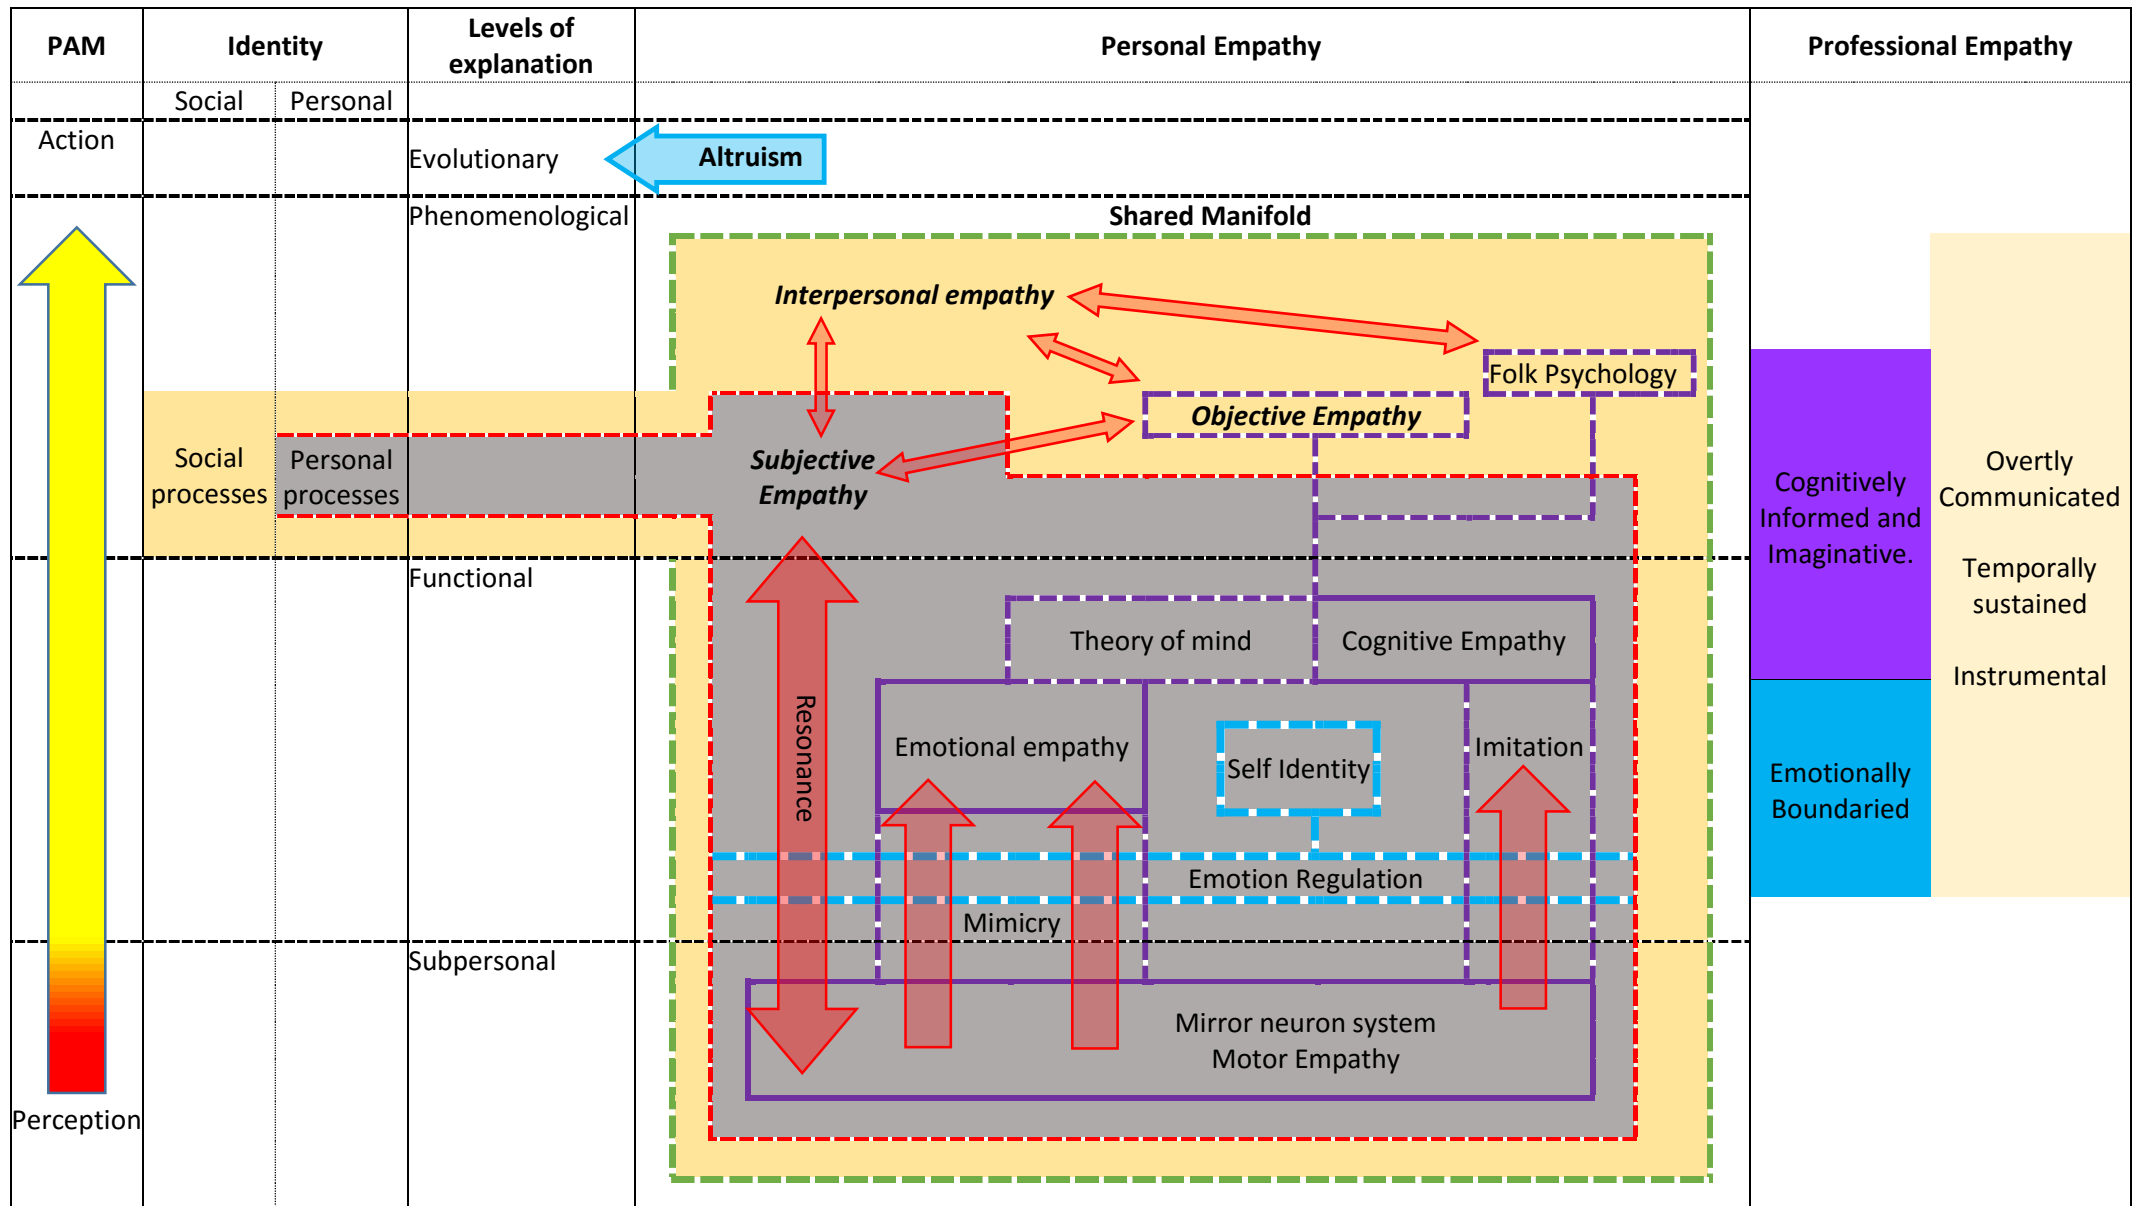 PAM
Identity
Levels of
explanation
Personal Empathy
Professional Empathy
Social
Personal
Action
Evolutionary
Altruism
Phenomenological
Shared Manifold
Interpersonal empathy
Folk Psychology
Objective Empathy
Social
processes
Personal
processes
Subjective
Empathy
Cognitively
Informed and
Imaginative.
Overtly
Communicated
Temporally
sustained
Instrumental
Functional
Theory of mind
Cognitive Empathy
Resonance
Emotional empathy
Self Identity
Imitation
Emotionally
Boundaried
Emotion Regulation
Mimicry
Subpersonal
Mirror neuron system
Motor Empathy
Perception